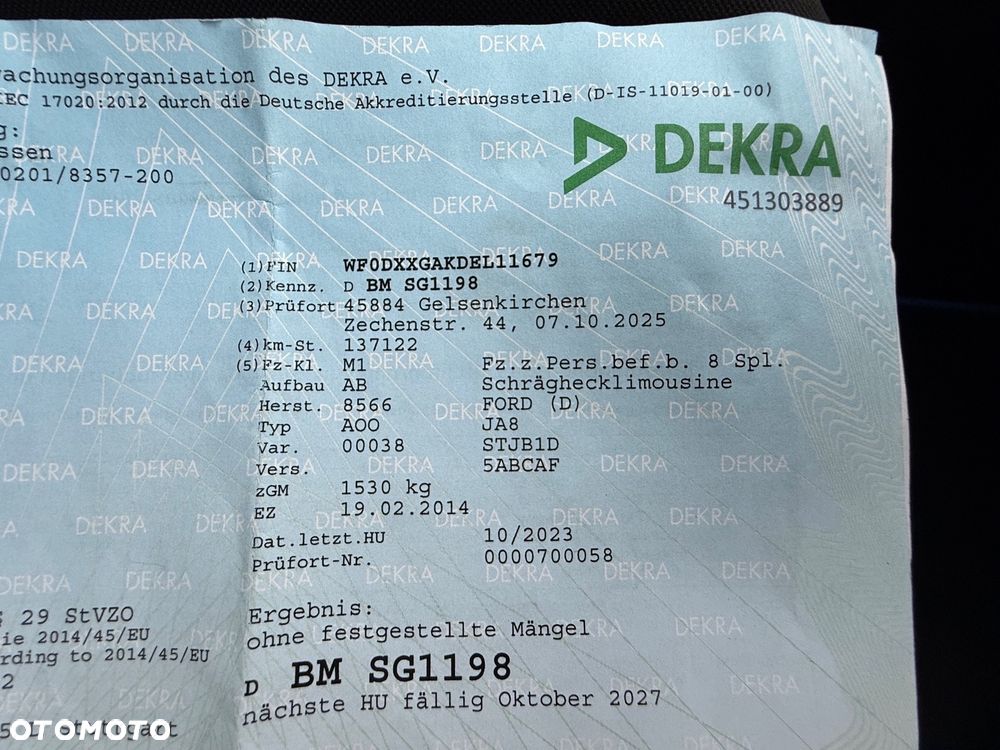 wachungsorganisation des DEKRA e.V.
IEC 17020:2012 durch die Deutsche Akkreditierungsstelle (D-IS-11019-01-00)
g:
ssen
0201/8357-200
DEKRA
451303889
(1)FIN WF0DXXGAKDEL11679
(2)Kennz. D BM SG1198
(3)Prüfort 45884 Gelsenkirchen
Zechenstr. 44, 07.10.2025
(4)km-St. 137122
(5)Fz-Kl. M1 Fz.z.Pers.bef.b. 8 Spl.
Aufbau AB Schräghecklimousine
Herst. 8566 FORD (D)
Typ AOO JA8
Var. 00038 STJB1D
Vers. 5ABCAF
zGM 1530 kg
EZ 19.02.2014
Dat.letzt.HU 10/2023
Prüfort-Nr. 0000700058
§ 29 StVZO
ie 2014/45/EU
rding to 2014/45/EU
2
Ergebnis:
ohne festgestellte Mängel
D BM SG1198
nächste HU fällig Oktober 2027
OTOMOTO